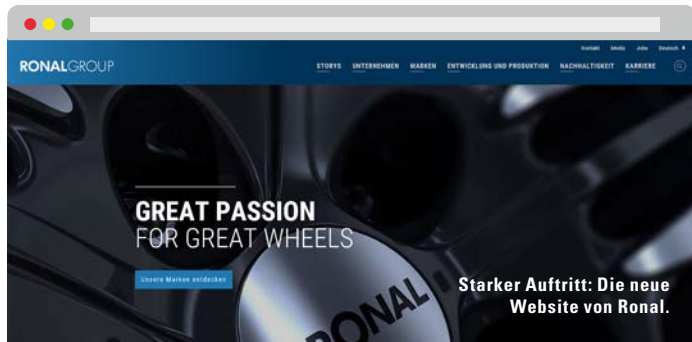 Kontakt Media Jobs Deutsch
RONALGROUP
STORYS UNTERNEHMEN MARKEN ENTWICKLUNG UND PRODUKTION NACHHALTIGKEIT KARRIERE
GREAT PASSION
FOR GREAT WHEELS
Unsere Marken entdecken
RONAL
Starker Auftritt: Die neue
Website von Ronal.